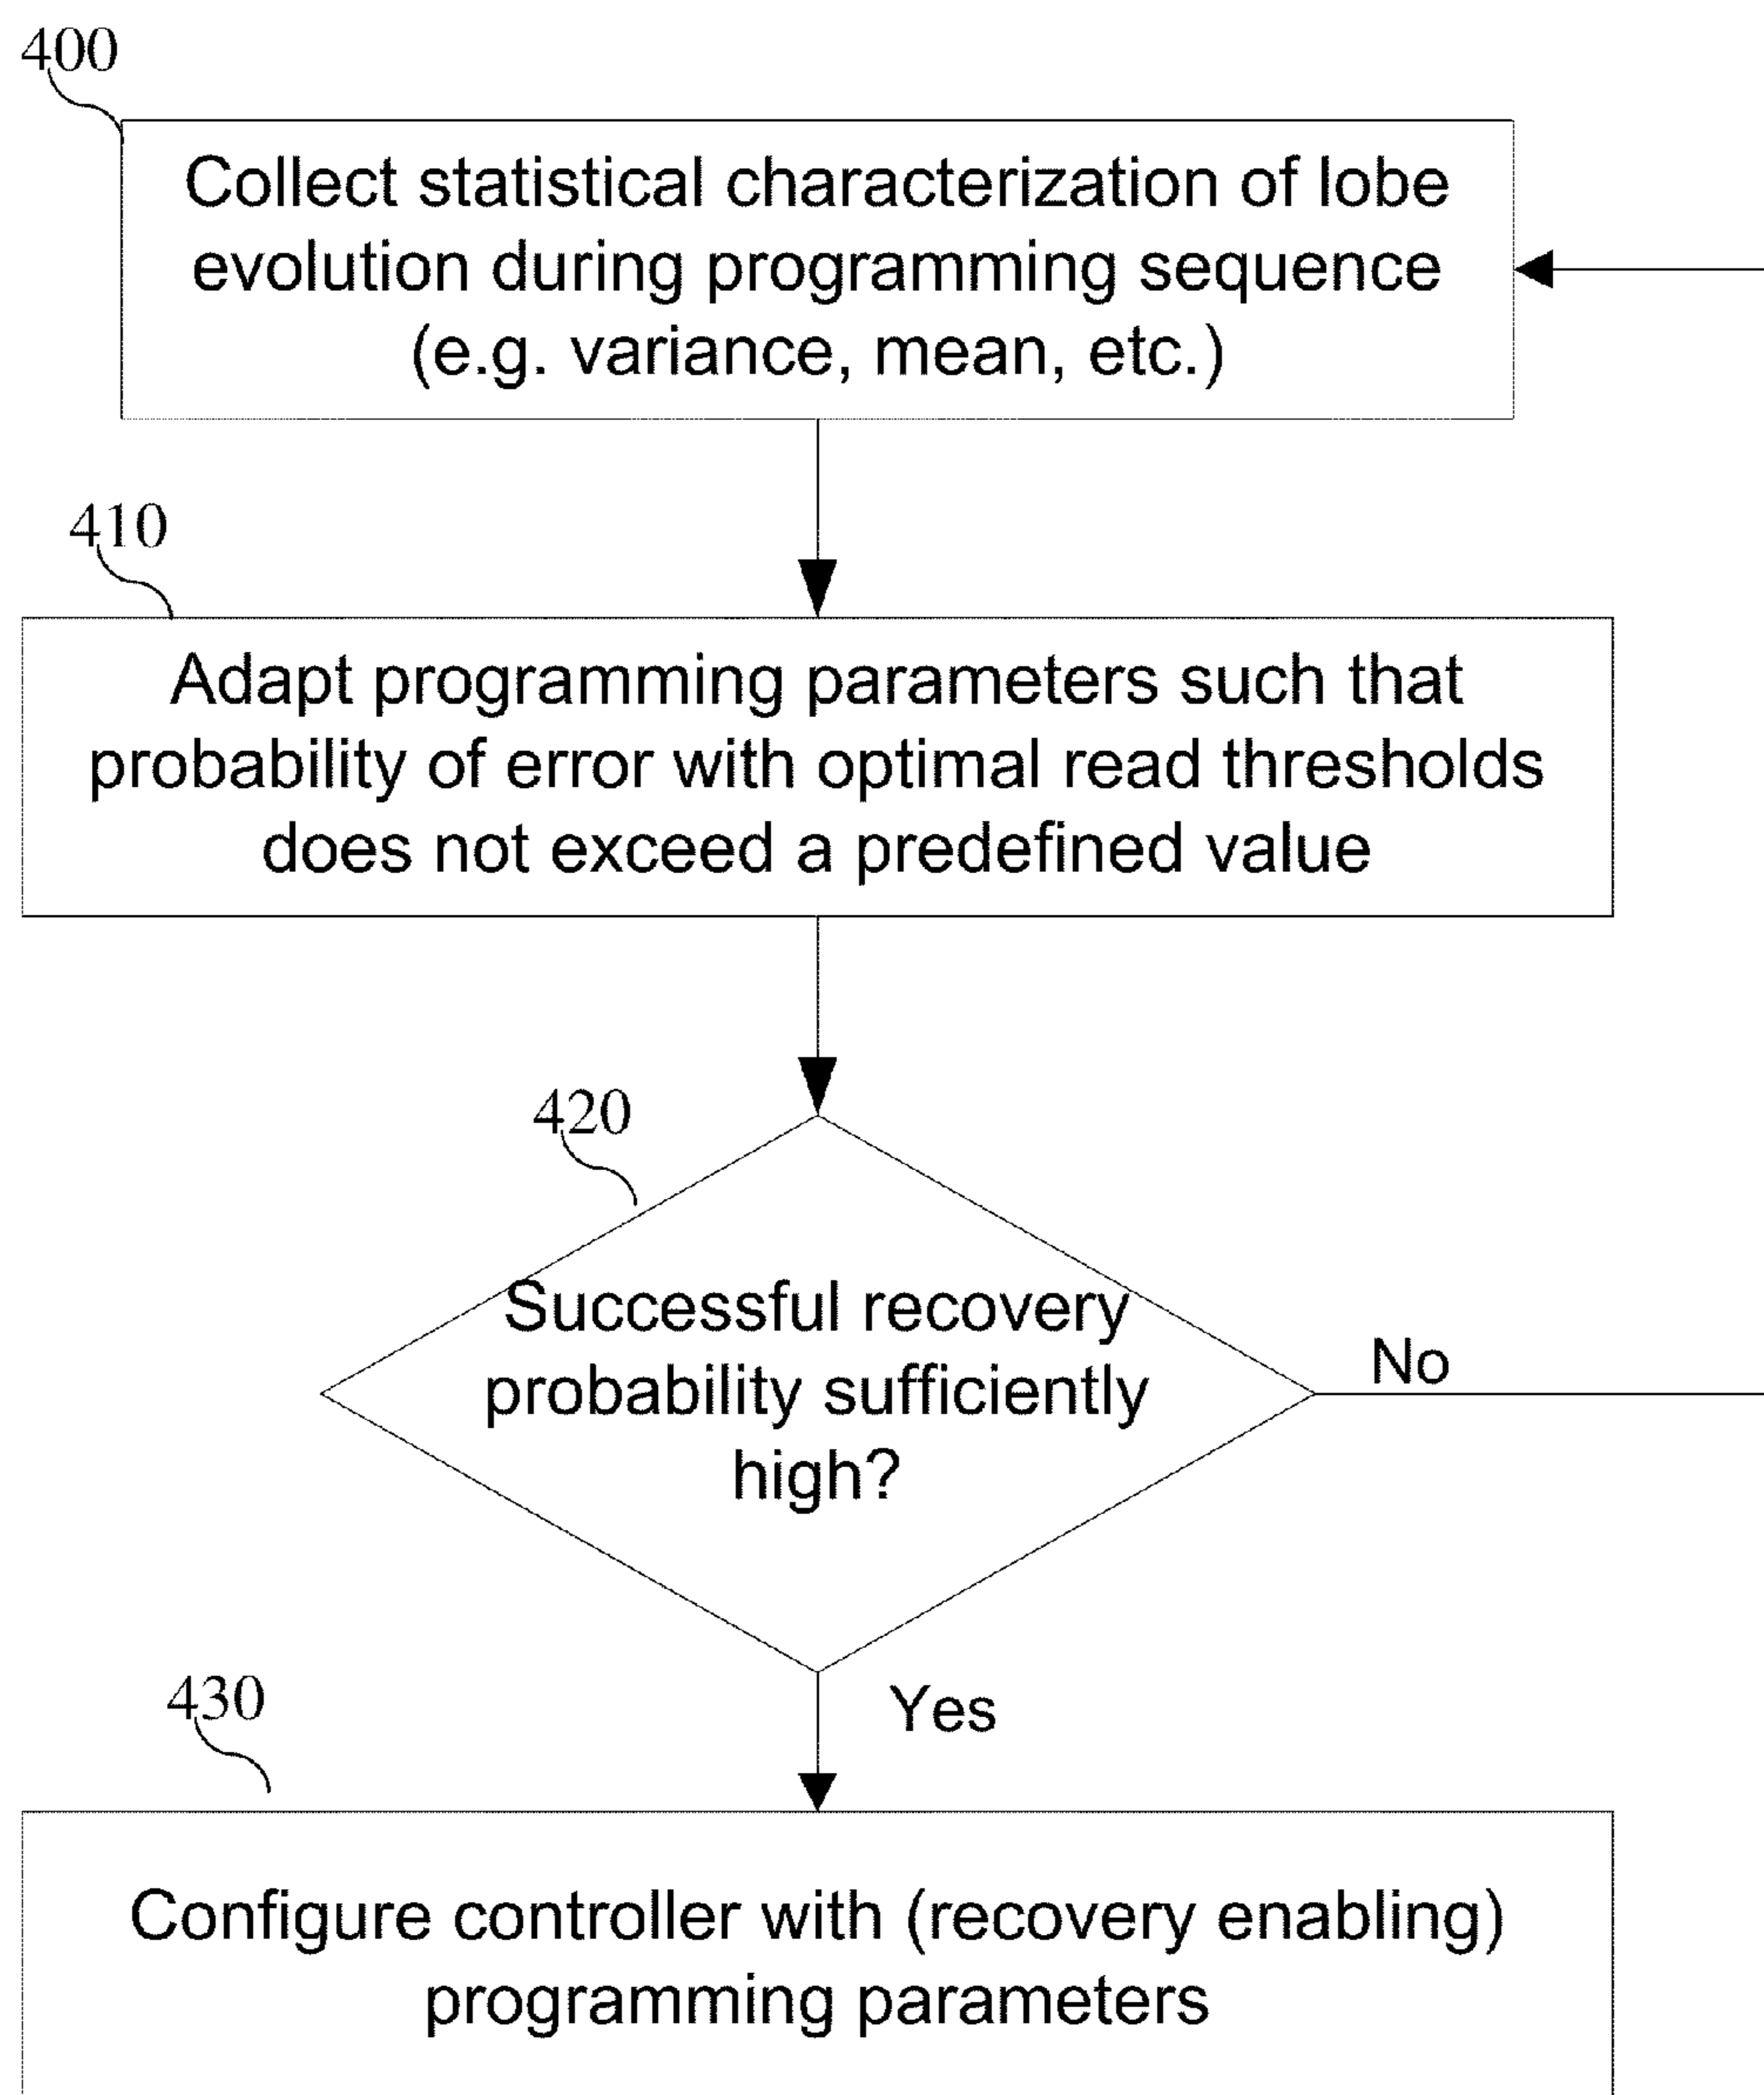 400
Collect statistical characterization of lobe
evolution during programming sequence
(e.g. variance, mean, etc.)
410
Adapt programming parameters such that
probability of error with optimal read thresholds
does not exceed a predefined value
420
Successful recovery
probability sufficiently
high?
No
Yes
430
Configure controller with (recovery enabling)
programming parameters